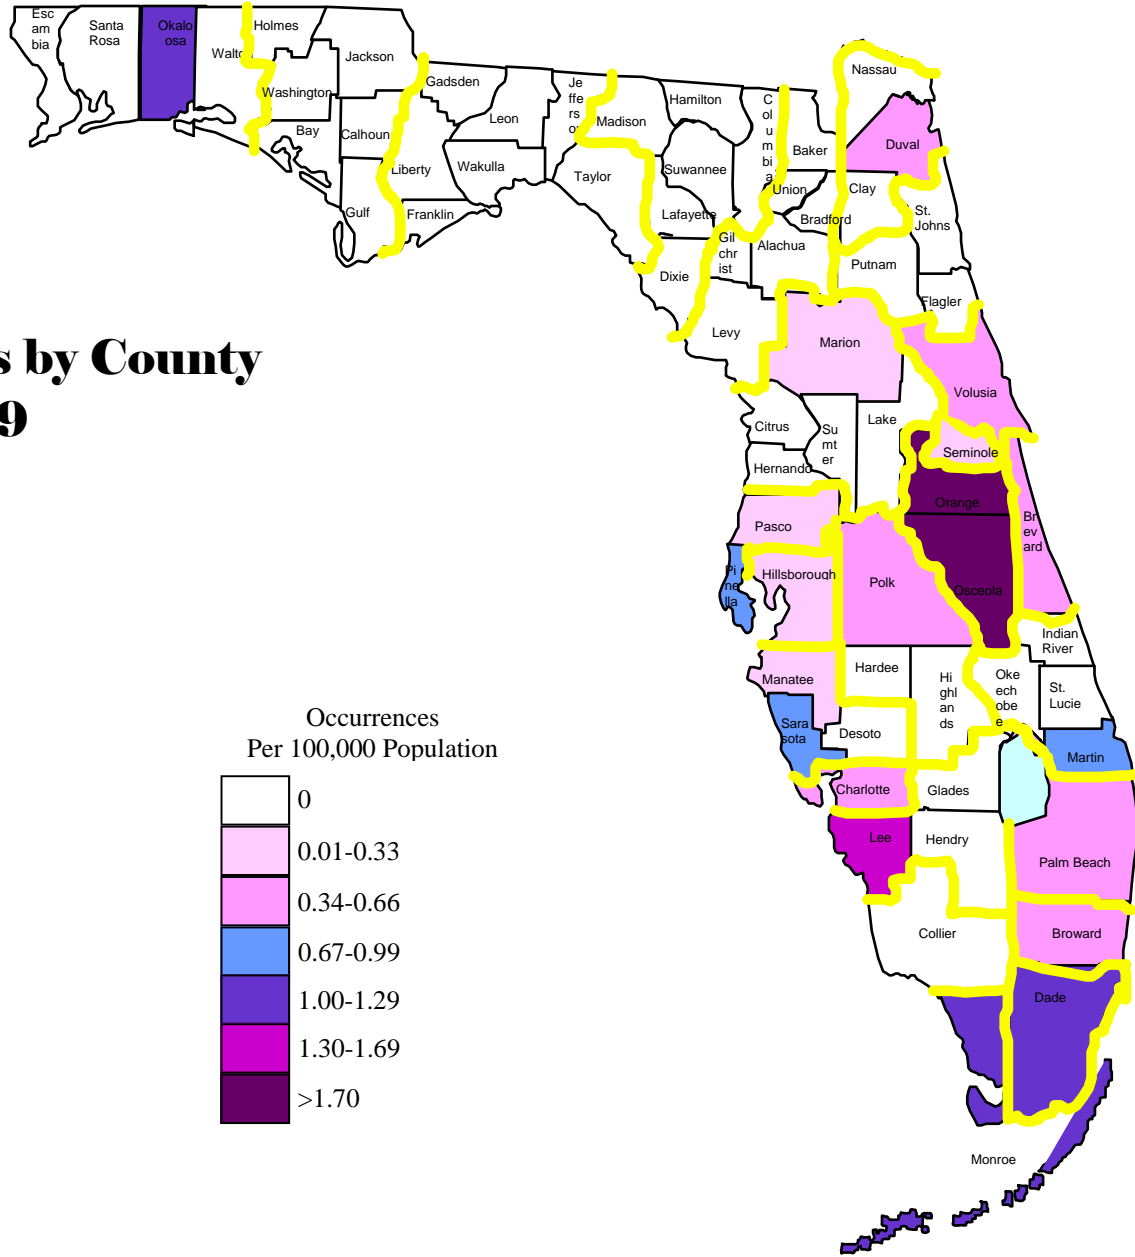 Esc
am
bia
Santa
Rosa
Okalo
osa
Walton
Holmes
Washington
Jackson
Bay
Calhoun
Gulf
Gadsden
Liberty
Franklin
Leon
Wakulla
Je
ffe
rs
on
Madison
Taylor
Hamilton
Suwannee
Lafayette
Dixie
C
o
l
u
m
bi
a
Baker
Union
Bradford
Gil
chr
ist
Alachua
Levy
Nassau
Duval
Clay
St.
Johns
Putnam
Flagler
Marion
Volusia
s by County
9
Citrus
Su
mt
er
Lake
Hernando
Seminole
Orange
Osceola
Br
ev
ard
Pasco
Pi
ne
lla
Hillsborough
Polk
Indian
River
Manatee
Hardee
Hi
ghl
an
ds
Oke
ech
obe
e
St.
Lucie
Sara
sota
Desoto
Martin
Charlotte
Glades
Lee
Hendry
Palm Beach
Collier
Broward
Dade
Monroe
Occurrences
Per 100,000 Population
0
0.01-0.33
0.34-0.66
0.67-0.99
1.00-1.29
1.30-1.69
>1.70